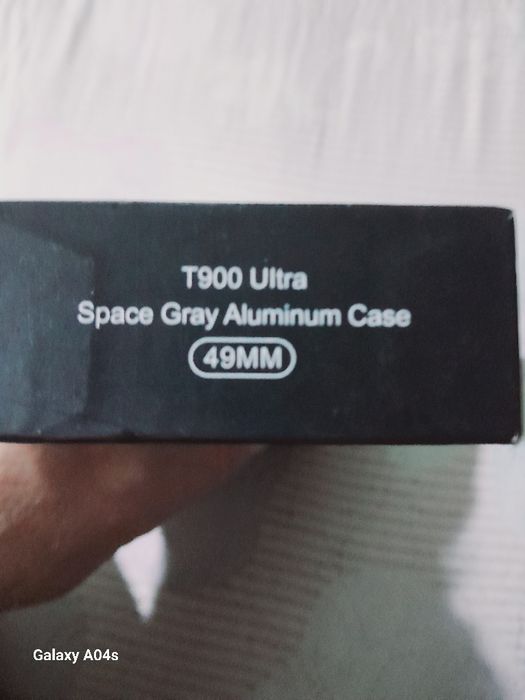 T900 Ultra
Space Gray Aluminum Case
49MM
Galaxy A04s